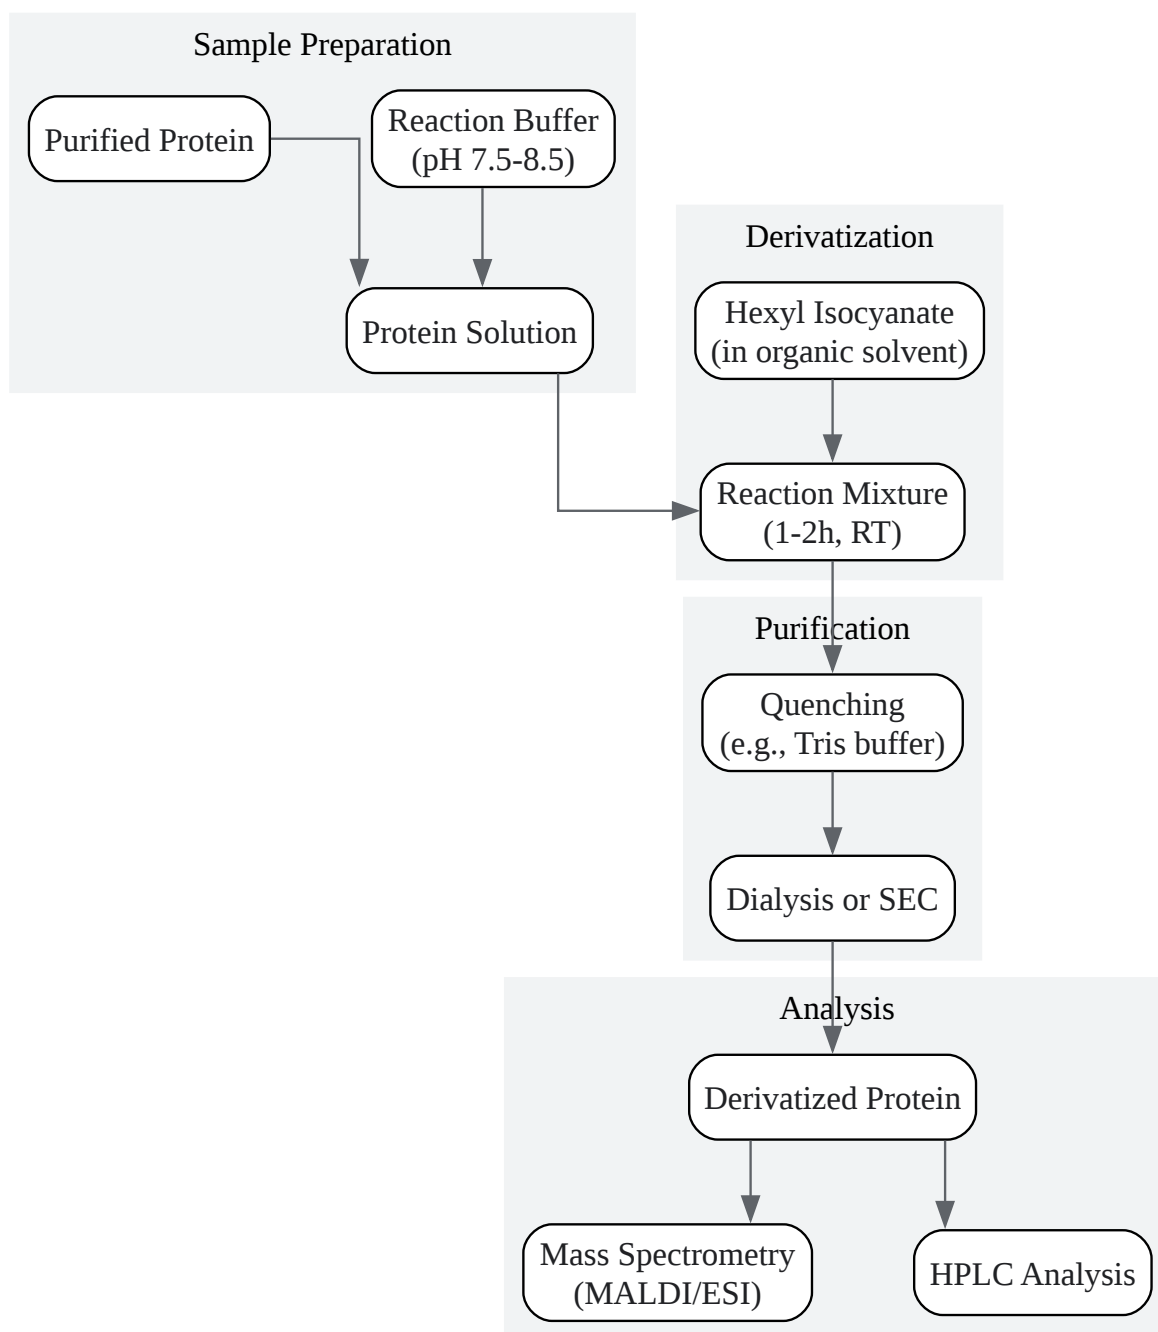 Sample Preparation
Purified Protein
Reaction Buffer
(pH 7.5-8.5)
Protein Solution
Derivatization
Hexyl Isocyanate
(in organic solvent)
Reaction Mixture
(1-2h, RT)
Purification
Quenching
(e.g., Tris buffer)
Dialysis or SEC
Analysis
Derivatized Protein
Mass Spectrometry
(MALDI/ESI)
HPLC Analysis